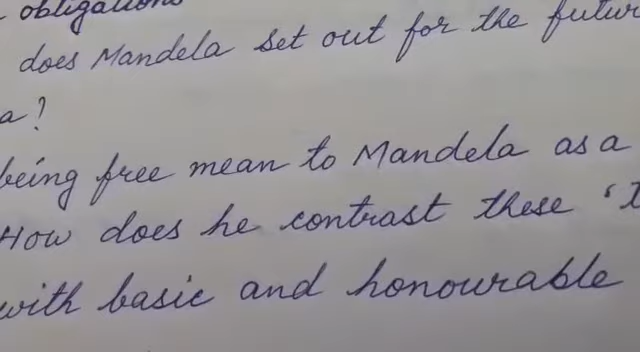 obligations
does Mandela set out for the
a?
being free mean to Mandela as a
How does he contrast these
with basic and honourable